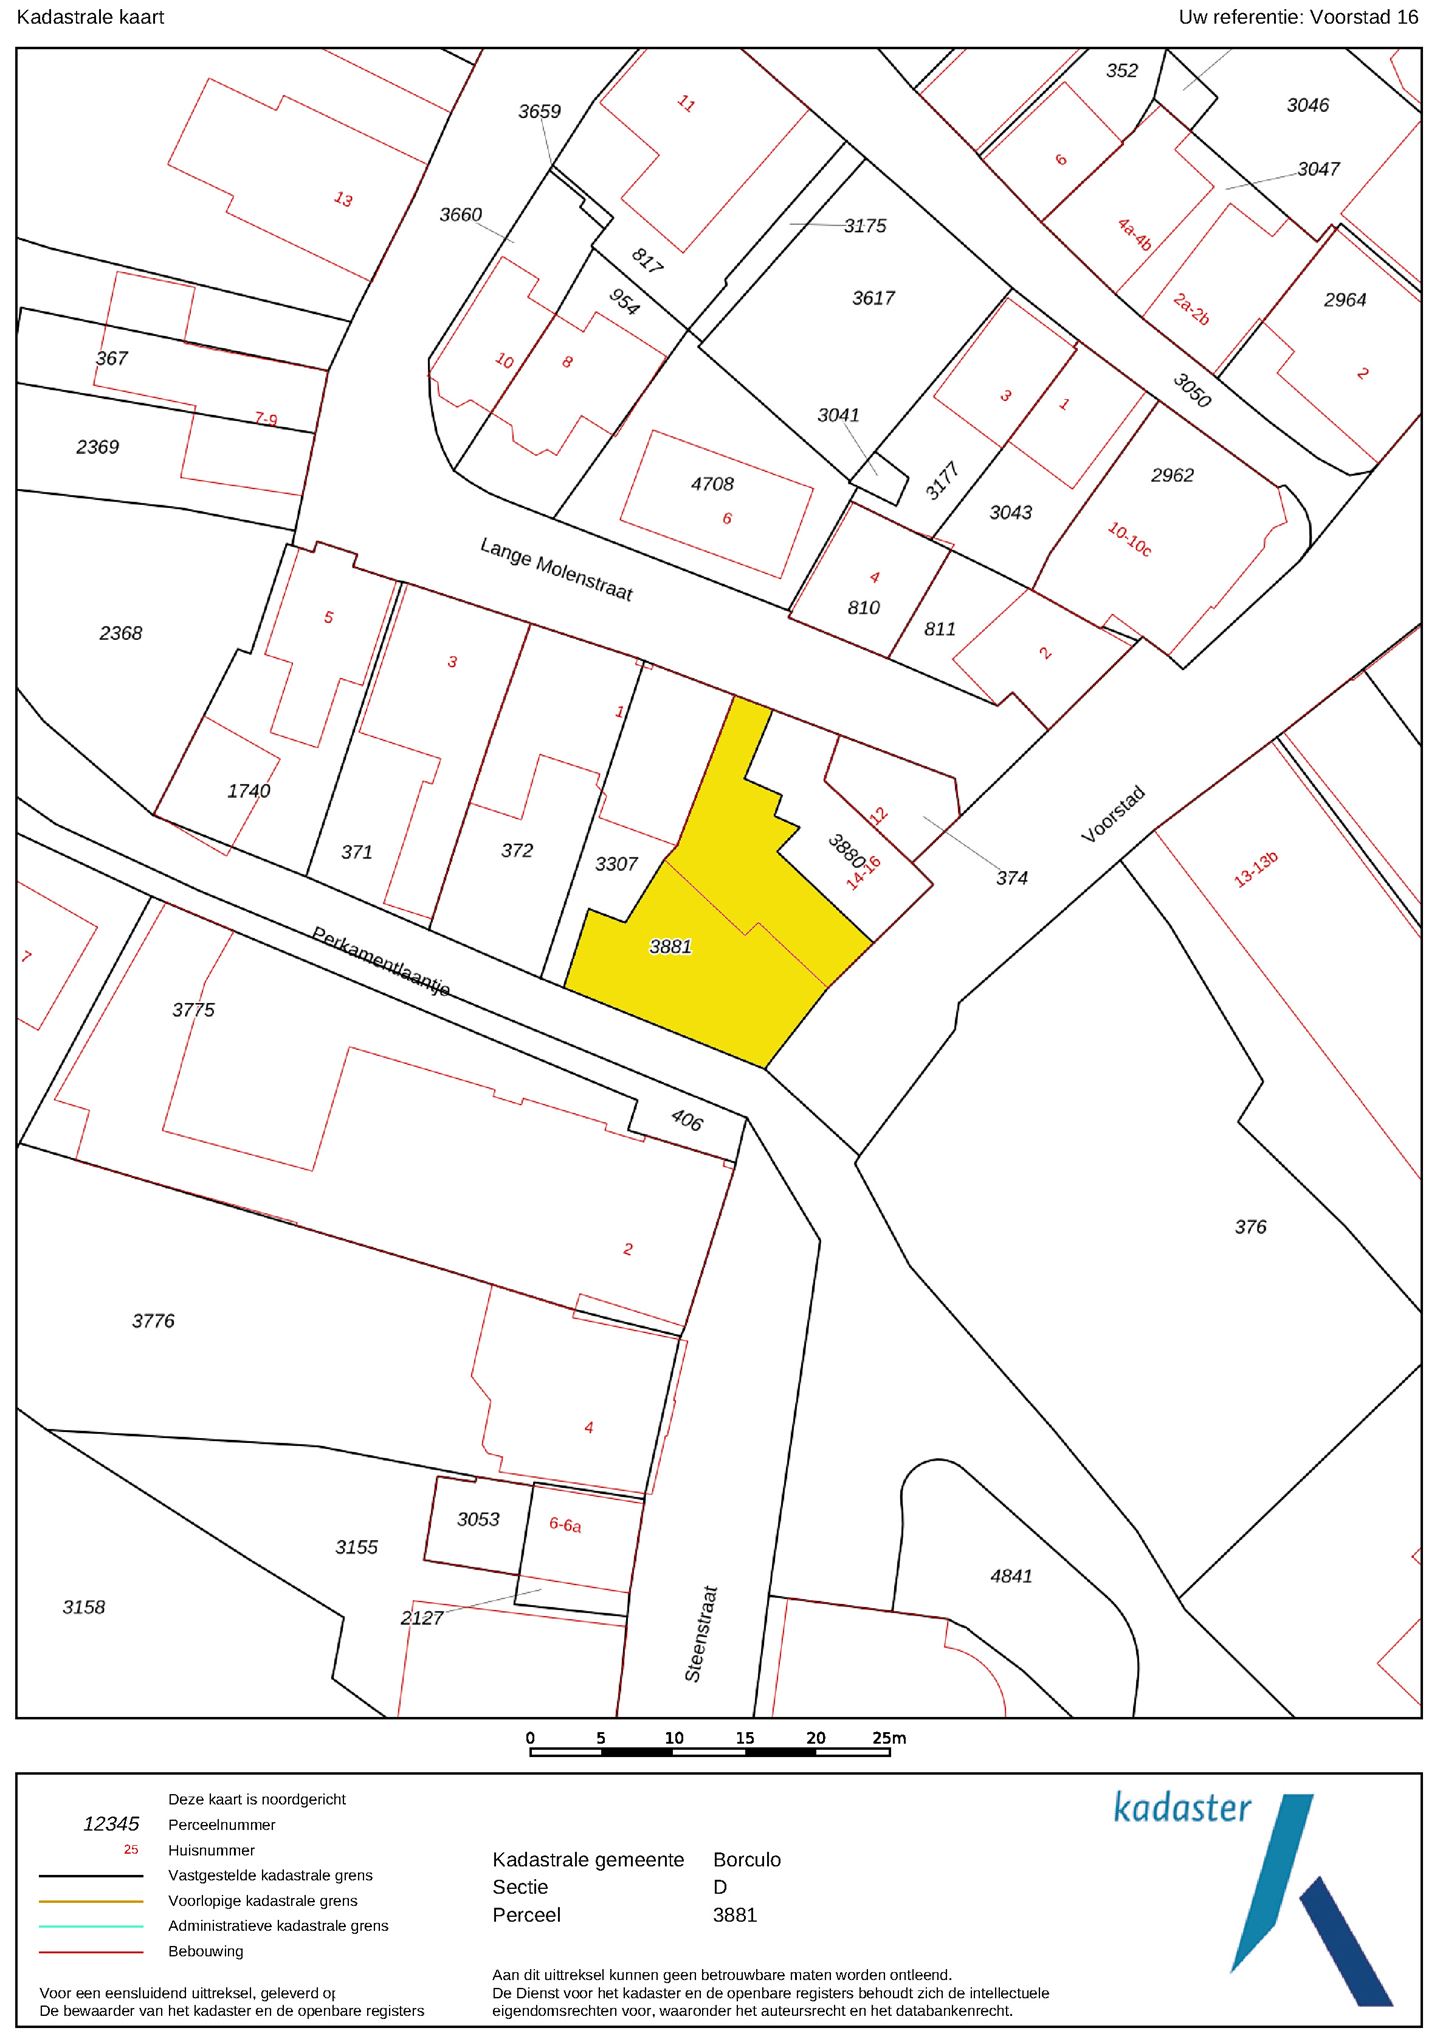 Kadastrale kaart
Uw referentie: Voorstad 16
352
3046
3659
11
6
3047
13
3660
3175
4a-4b
817
954
3617
2964
2a-2b
367
10
8
2
3050
3
1
7-9
3041
2369
2962
4708
3177
6
3043
10-10c
Lange Molenstraat
4
810
5
811
2368
2
3
1
1740
12
Voorstad
371
372
3307
3880
14-16
374
13-13b
3881
7
Perkamentlaantje
3775
406
376
2
3776
4
3053
6-6a
3155
4841
3158
2127
Steenstraat
0 5 10 15 20 25m
Deze kaart is noordgericht
12345 Perceelnummer
25 Huisnummer
Vastgestelde kadastrale grens
Voorlopige kadastrale grens
Administratieve kadastrale grens
Bebouwing
Voor een eensluidend uittreksel, geleverd op
De bewaarder van het kadaster en de openbare registers
Kadastrale gemeente Borculo
Sectie D
Perceel 3881
Aan dit uittreksel kunnen geen betrouwbare maten worden ontleend.
De Dienst voor het kadaster en de openbare registers behoudt zich de intellectuele
eigendomsrechten voor, waaronder het auteursrecht en het databankenrecht.
kadaster